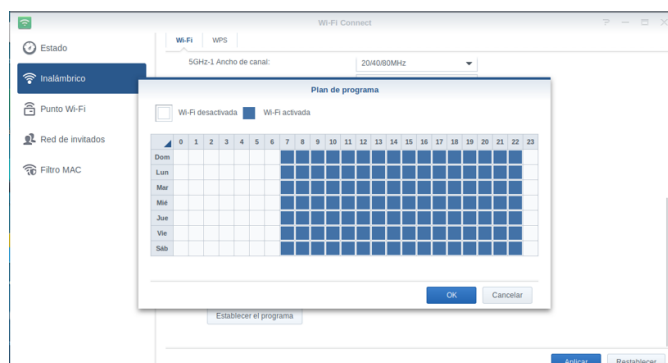 Wi-Fi Connect
Estado
Inalámbrico
Punto Wi-Fi
Red de invitados
Filtro MAC
Wi-Fi WPS
5GHz-1 Ancho de canal: 20/40/80MHz
Plan de programa
Wi-Fi desactivada Wi-Fi activada
0 1 2 3 4 5 6 7 8 9 10 11 12 13 14 15 16 17 18 19 20 21 22 23
Dom
Lun
Mar
Mié
Jue
Vie
Sáb
OK Cancelar
Establecer el programa
Aplicar Restablecer